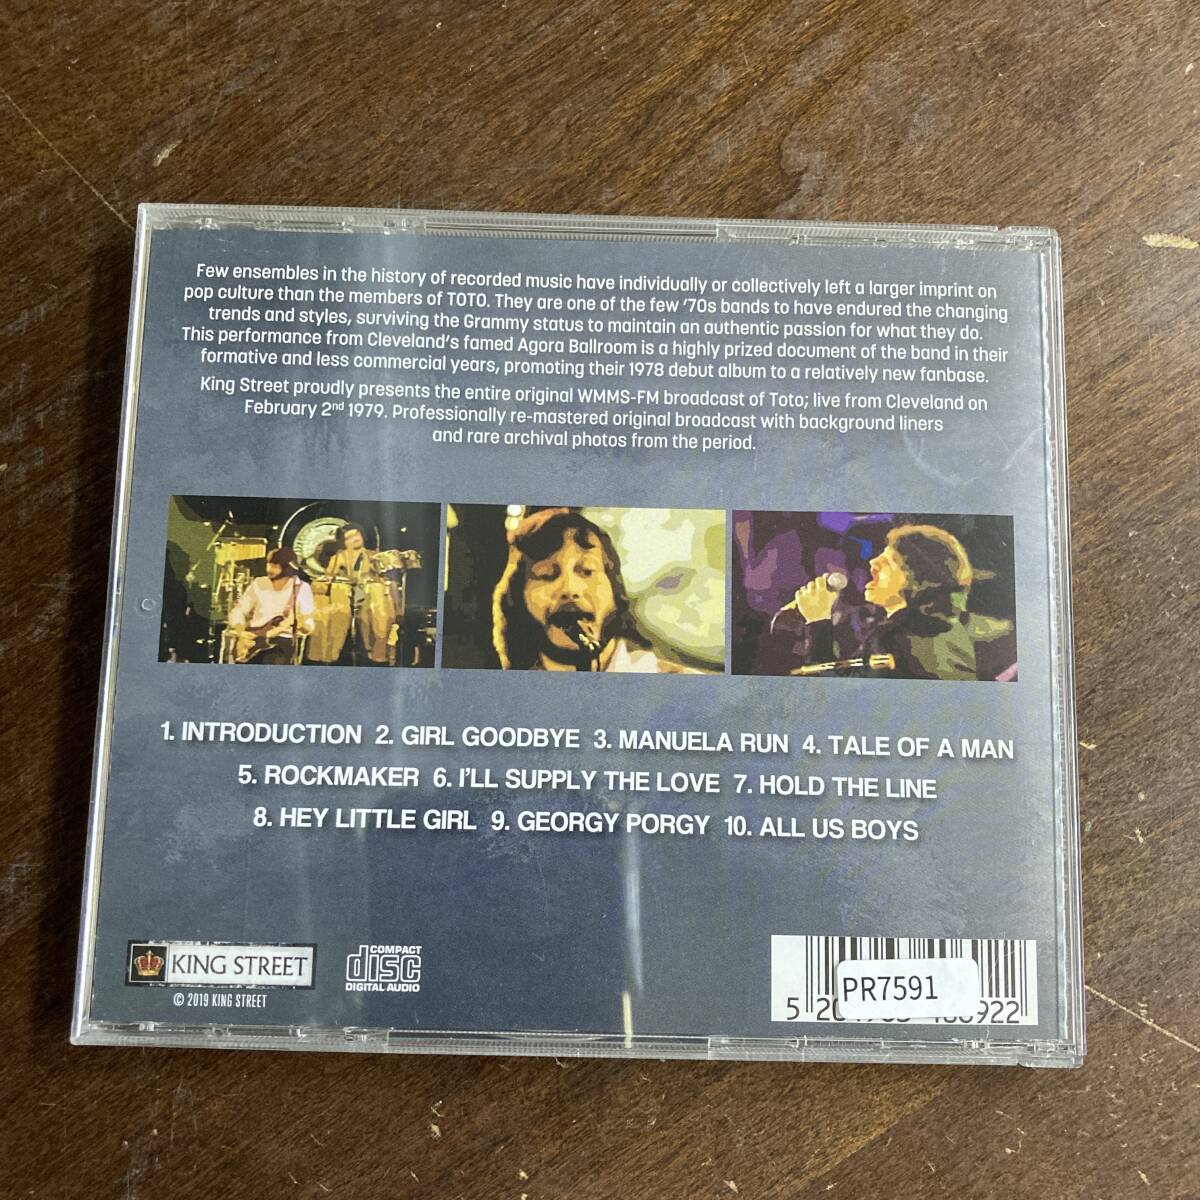 Few ensembles in the history of recorded music have individually or collectively left a larger imprint on
pop culture than the members of TOTO. They are one of the few '70s bands to have endured the changing
trends and styles, surviving the Grammy status to maintain an authentic passion for what they do.
This performance from Cleveland's famed Agora Ballroom is a highly prized document of the band in their
formative and less commercial years, promoting their 1978 debut album to a relatively new fanbase.
King Street proudly presents the entire original WMMS-FM broadcast of Toto; live from Cleveland on
February 2nd 1979. Professionally re-mastered original broadcast with background liners
and rare archival photos from the period.
1. INTRODUCTION 2. GIRL GOODBYE 3. MANUELA RUN 4. TALE OF A MAN
5. ROCKMAKER 6. I'LL SUPPLY THE LOVE 7. HOLD THE LINE
8. HEY LITTLE GIRL 9. GEORGY PORGY 10. ALL US BOYS
KING STREET
© 2019 KING STREET
COMPACT
disc
DIGITAL AUDIO
PR7591
5